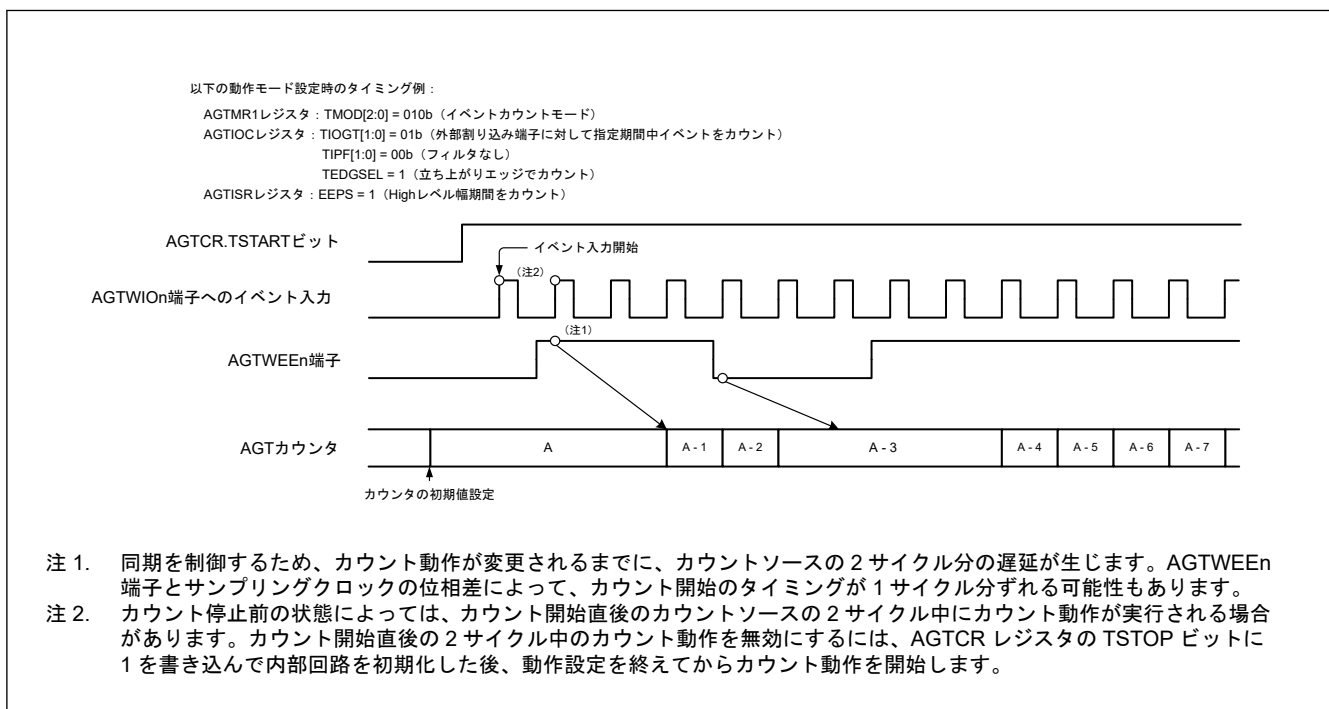 以下の動作モード設定時のタイミング例：
AGTMR1レジスタ：TMOD[2:0] = 010b（イベントカウントモード）
AGTIOCレジスタ：TIOGT[1:0] = 01b（外部割り込み端子に対して指定期間中イベントをカウント）
TIPF[1:0] = 00b（フィルタなし）
TEDGSEL = 1（立ち上がりエッジでカウント）
AGTISRレジスタ：EEPS = 1（Highレベル幅期間をカウント）
AGTCR.TSTARTビット
イベント入力開始
（注2）
AGTWIOn端子へのイベント入力
（注1）
AGTWEEn端子
AGTカウンタ
A
A - 1
A - 2
A - 3
A - 4
A - 5
A - 6
A - 7
カウンタの初期値設定
注 1. 同期を制御するため、カウント動作が変更されるまでに、カウントソースの 2 サイクル分の遅延が生じます。AGTWEEn
端子とサンプリングクロックの位相差によって、カウント開始のタイミングが 1 サイクル分ずれる可能性もあります。
注 2. カウント停止前の状態によっては、カウント開始直後のカウントソースの 2 サイクル中にカウント動作が実行される場合
があります。カウント開始直後の 2 サイクル中のカウント動作を無効にするには、AGTCR レジスタの TSTOP ビットに
1 を書き込んで内部回路を初期化した後、動作設定を終えてからカウント動作を開始します。